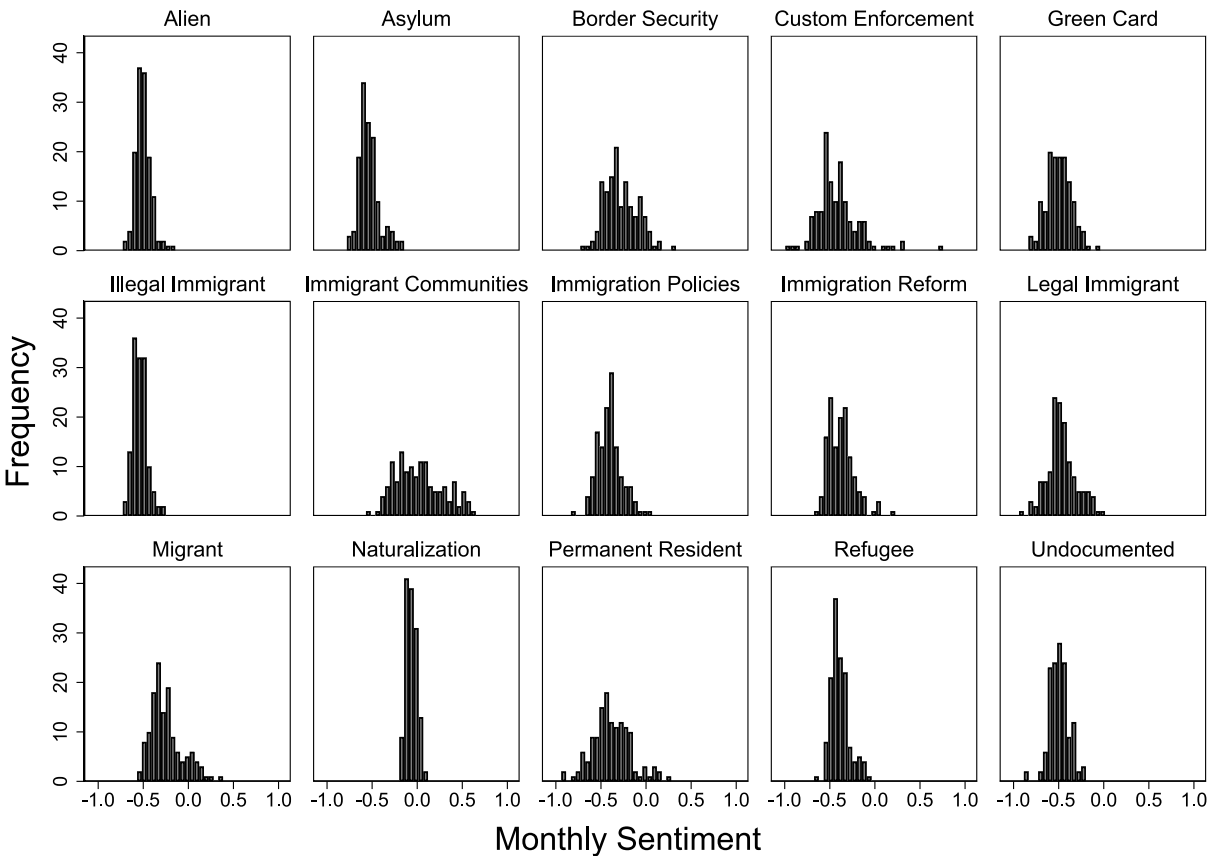 Alien Asylum Border Security Custom Enforcement Green Card
40
30
20
10
0
Illegal Immigrant Immigrant Communities Immigration Policies Immigration Reform Legal Immigrant
40
30
20
10
0
Frequency
Migrant Naturalization Permanent Resident Refugee Undocumented
40
30
20
10
0
-1.0 -0.5 0.0 0.5 1.0 -1.0 -0.5 0.0 0.5 1.0 -1.0 -0.5 0.0 0.5 1.0 -1.0 -0.5 0.0 0.5 1.0 -1.0 -0.5 0.0 0.5 1.0
Monthly Sentiment